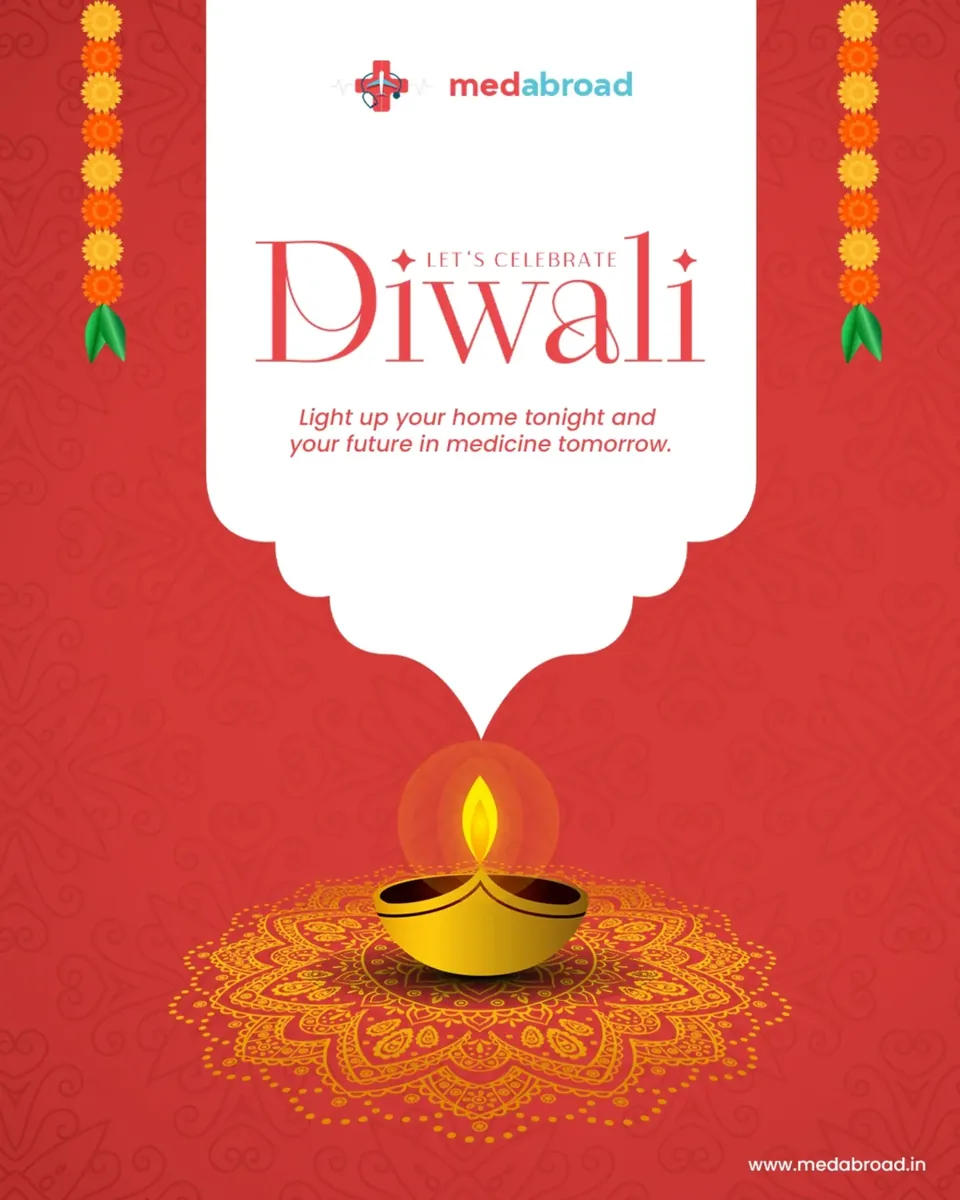 medabroad
LET'S CELEBRATE
Diwali
Light up your home tonight and
your future in medicine tomorrow.
www.medabroad.in